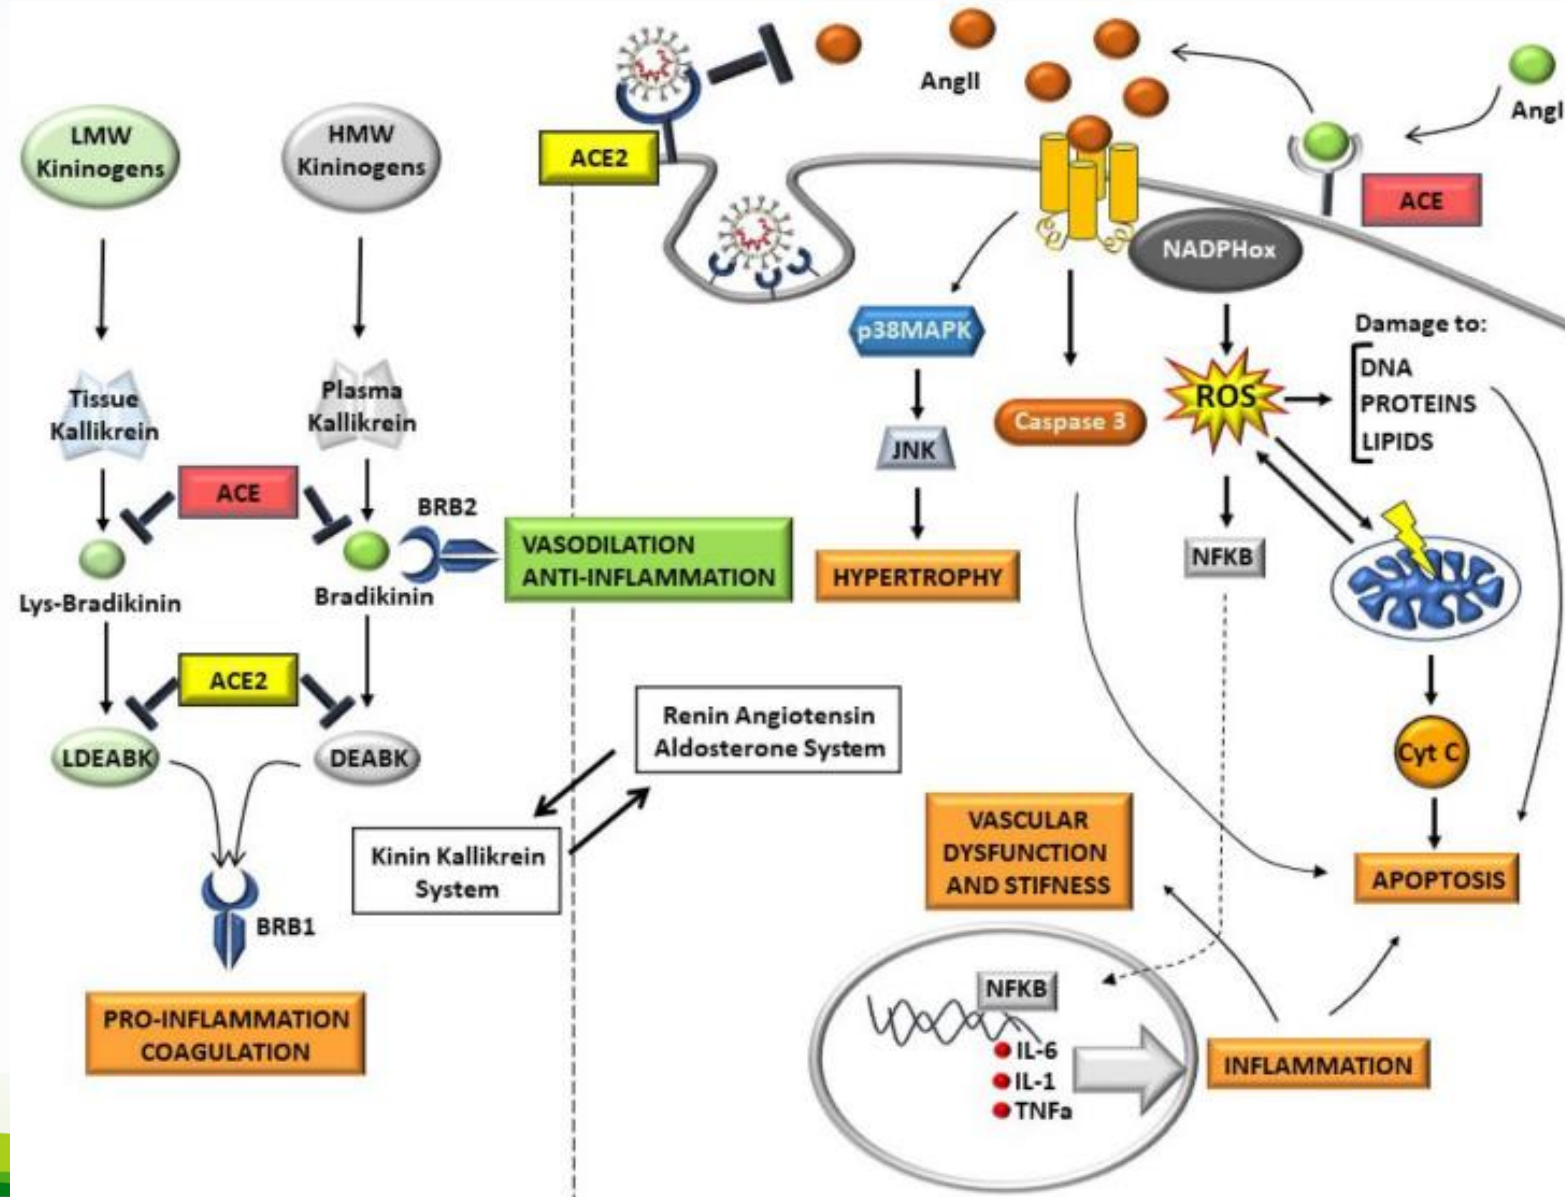 LMW
Kininogens
HMW
Kininogens
Tissue
Kallikrein
Plasma
Kallikrein
ACE
BRB2
Lys-Bradikinin
Bradikinin
VASODILATION
ANTI-INFLAMMATION
ACE2
LDEABK
DEABK
BRB1
PRO-INFLAMMATION
COAGULATION
Kinin Kallikrein
System
Renin Angiotensin
Aldosterone System
ACE2
AngII
AngI
ACE
NADPHox
p38MAPK
JNK
HYPERTROPHY
Caspase 3
ROS
Damage to:
DNA
PROTEINS
LIPIDS
NFKB
Cyt C
APOPTOSIS
VASCULAR
DYSFUNCTION
AND STIFNESS
NFKB
IL-6
IL-1
TNFa
INFLAMMATION